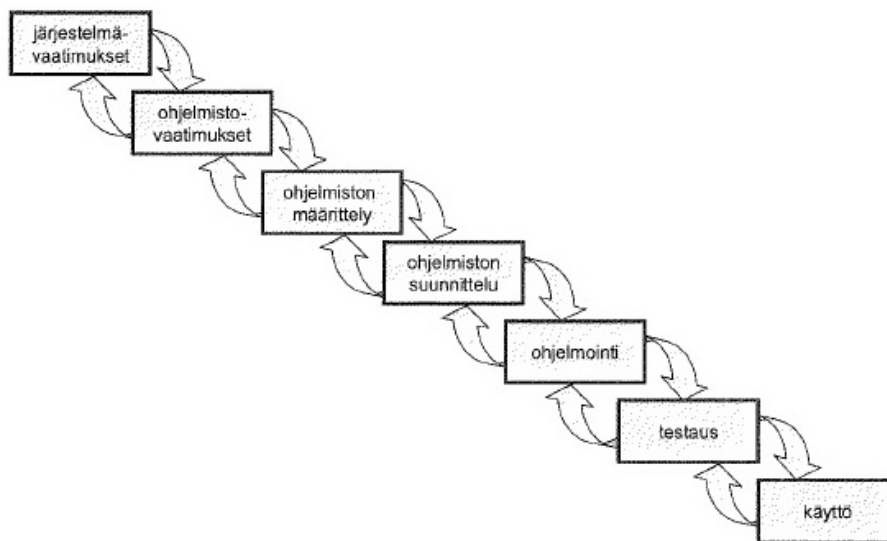 järjestelmä-
vaatimukset
ohjelmisto-
vaatimukset
ohjelmiston
määrittely
ohjelmiston
suunnittelu
ohjelmointi
testaus
käyttö